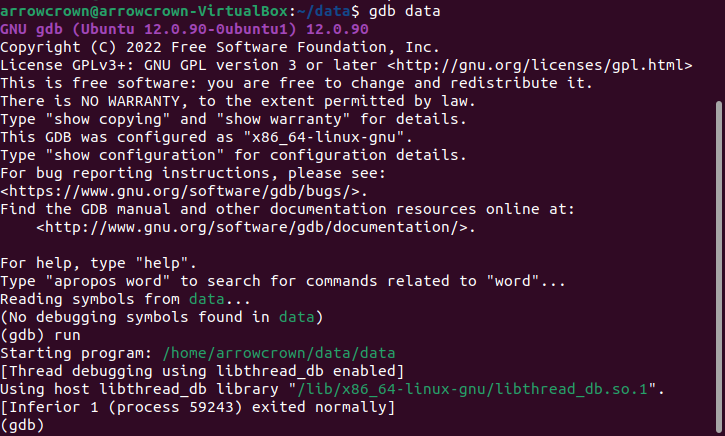 arrowcrown@arrowcrown-VirtualBox:~/data$ gdb data
GNU gdb (Ubuntu 12.0.90-0ubuntu1) 12.0.90
Copyright (C) 2022 Free Software Foundation, Inc.
License GPLv3+: GNU GPL version 3 or later <http://gnu.org/licenses/gpl.html>
This is free software: you are free to change and redistribute it.
There is NO WARRANTY, to the extent permitted by law.
Type "show copying" and "show warranty" for details.
This GDB was configured as "x86_64-linux-gnu".
Type "show configuration" for configuration details.
For bug reporting instructions, please see:
<https://www.gnu.org/software/gdb/bugs/>.
Find the GDB manual and other documentation resources online at:
    <http://www.gnu.org/software/gdb/documentation/>.

For help, type "help".
Type "apropos word" to search for commands related to "word"...
Reading symbols from data...
(No debugging symbols found in data)
(gdb) run
Starting program: /home/arrowcrown/data/data
[Thread debugging using libthread_db enabled]
Using host libthread_db library "/lib/x86_64-linux-gnu/libthread_db.so.1".
[Inferior 1 (process 59243) exited normally]
(gdb)